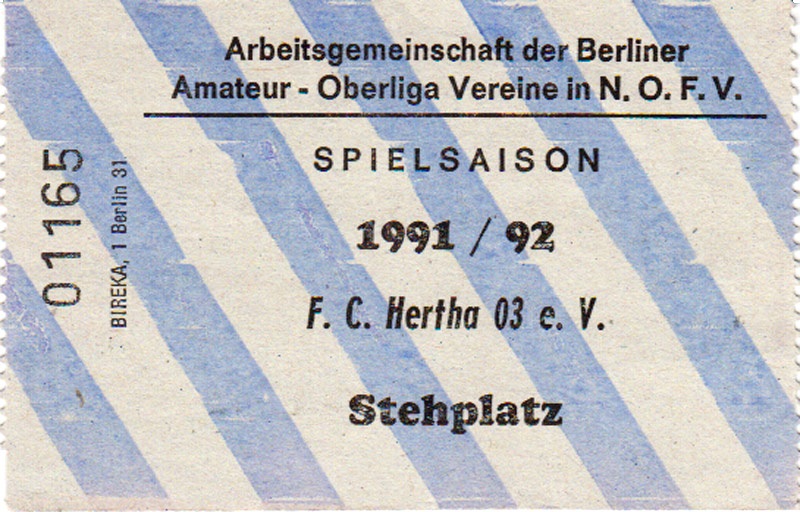 Arbeitsgemeinschaft der Berliner
Amateur - Oberliga Vereine in N. O. F. V.
SPIELSAISON
1991 / 92
F. C. Hertha 03 e. V.
Stehplatz
01165
BIREKA, 1 Berlin 31